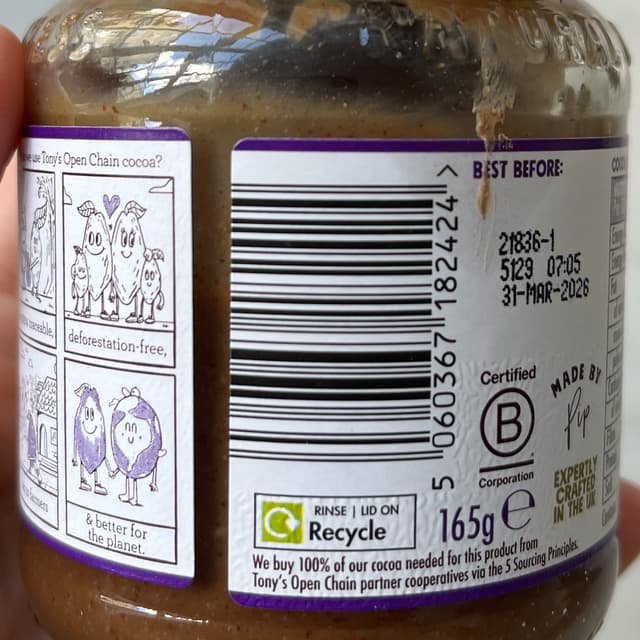 use Tony's Open Chain cocoa?
traceable,
deforestation-free,
farmers
& better for
the planet.
5 060367 182424 >
BEST BEFORE:
21836-1
5129 07:05
31-MAR-2026
Certified
B
Corporation
MADE BY
Pip
EXPERTLY
CRAFTED
IN THE UK
RINSE | LID ON
Recycle
165g e
We buy 100% of our cocoa needed for this product from
Tony's Open Chain partner cooperatives via the 5 Sourcing Principles.